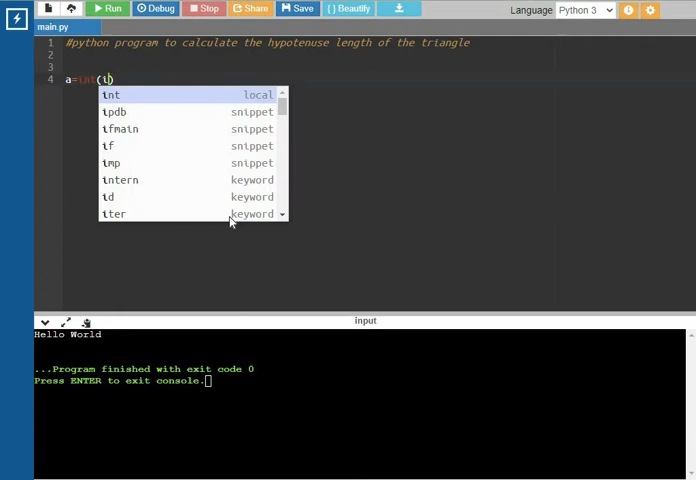 Run Debug Stop Share Save { } Beautify Language Python 3
main.py
1 #python program to calculate the hypotenuse length of the triangle
2
3
4 a=int(i)
int local
ipdb snippet
ifmain snippet
if snippet
imp snippet
intern keyword
id keyword
iter keyword
input
Hello World
...Program finished with exit code 0
Press ENTER to exit console.